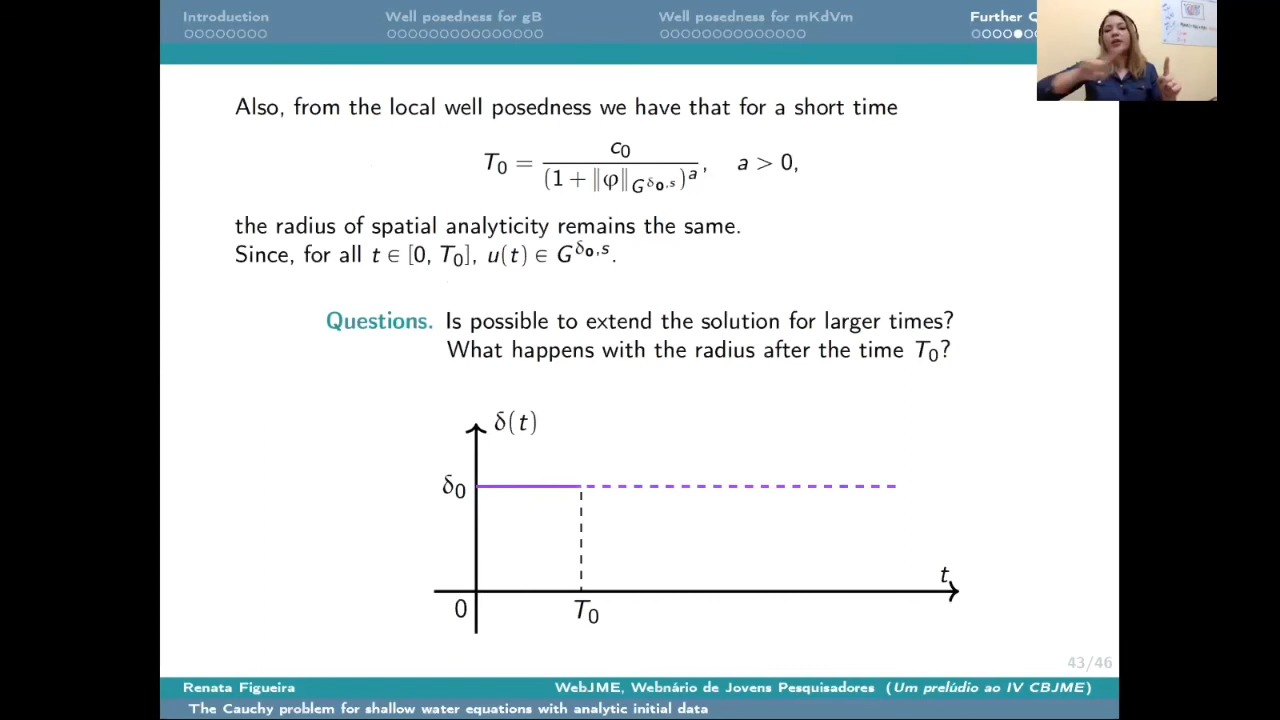 Introduction
Well posedness for gB
Well posedness for mKdVm
Further Q
Also, from the local well posedness we have that for a short time
T₀ = c₀ / (1 + ‖φ‖_{G^{δ₀,s}})^a, a > 0,
the radius of spatial analyticity remains the same.
Since, for all t ∈ [0, T₀], u(t) ∈ G^{δ₀,s}.
Questions. Is possible to extend the solution for larger times?
What happens with the radius after the time T₀?
δ(t)
δ₀
t
0
T₀
43/46
Renata Figueira
WebJME, Webnário de Jovens Pesquisadores (Um prelúdio ao IV CBJME)
The Cauchy problem for shallow water equations with analytic initial data